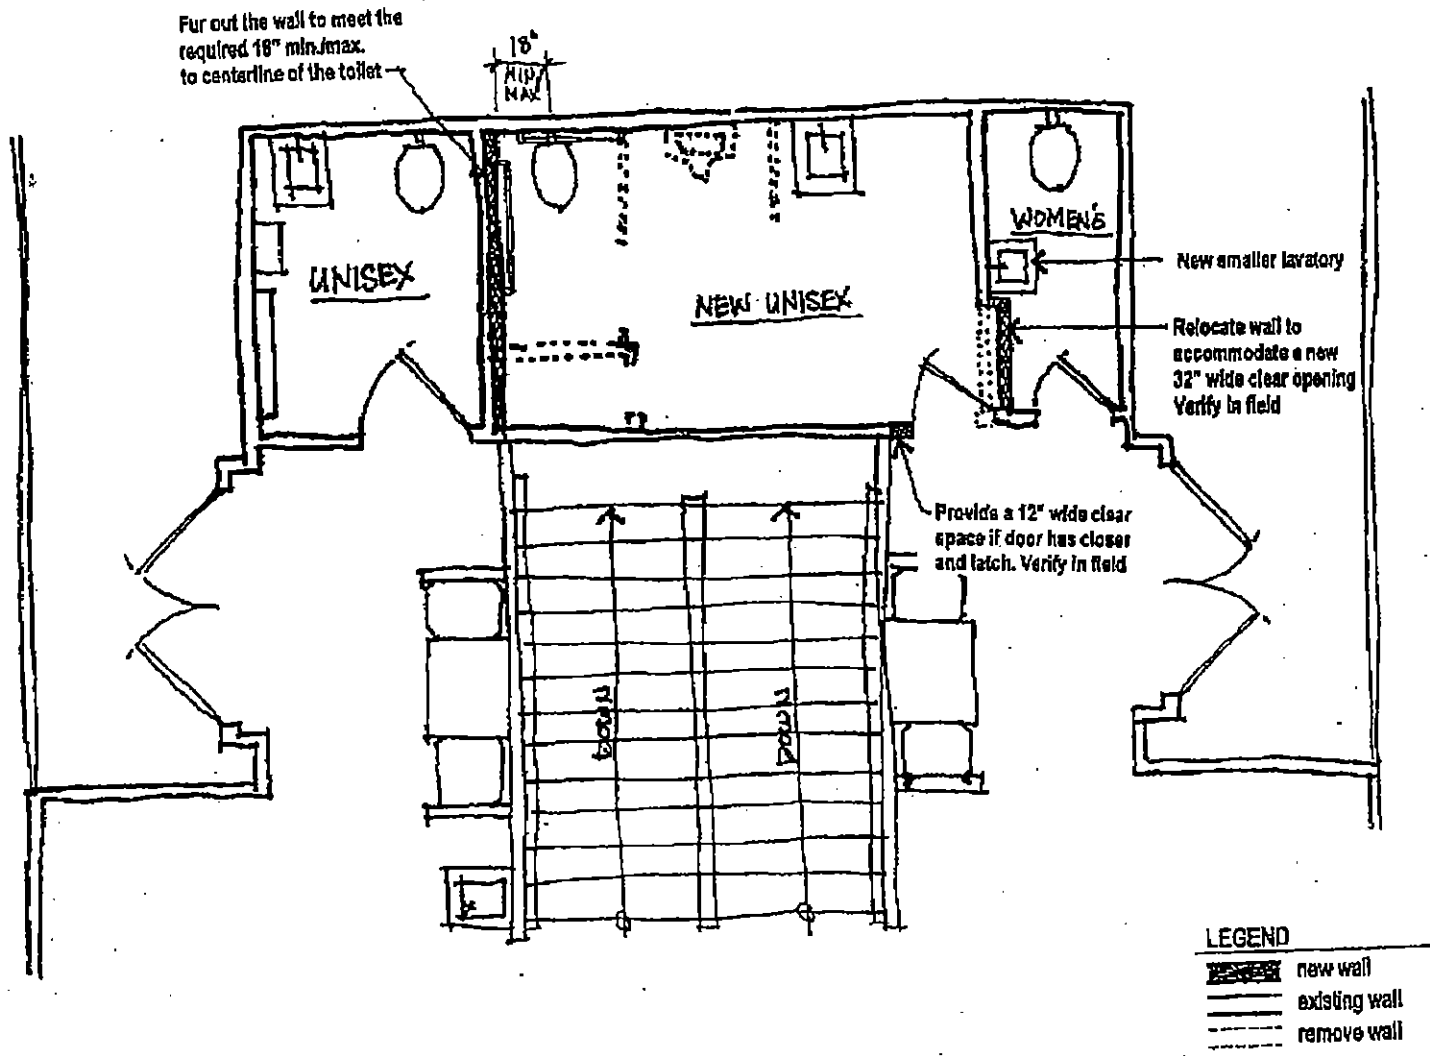 Fur out the wall to meet the
required 18" min./max.
to centerline of the toilet
18"
MIN
MAX
UNISEX
NEW UNISEX
WOMEN'S
New smaller lavatory
Relocate wall to
accommodate a new
32" wide clear opening
Verify in field
Provide a 12" wide clear
space if door has closer
and latch. Verify in field
DOWN
DOWN
LEGEND
new wall
existing wall
remove wall